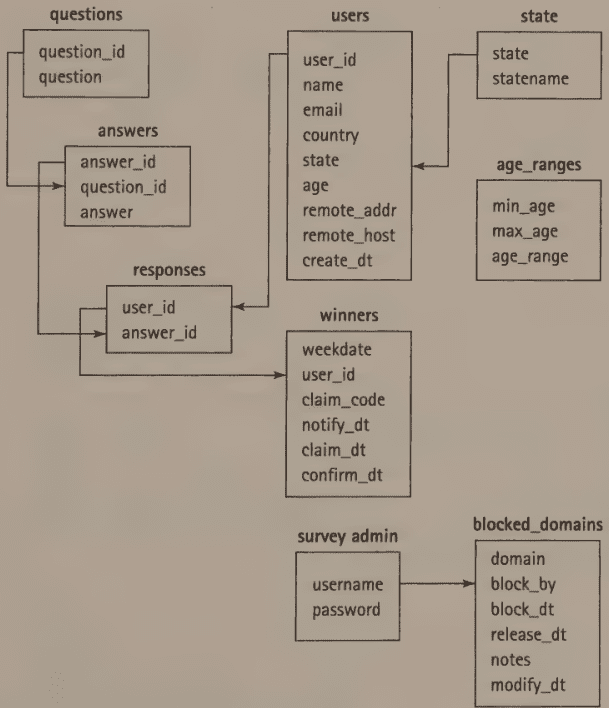 questions
question_id
question
answers
answer_id
question_id
answer
responses
user_id
answer_id
users
user_id
name
email
country
state
age
remote_addr
remote_host
create_dt
state
state
statename
age_ranges
min_age
max_age
age_range
winners
weekdate
user_id
claim_code
notify_dt
claim_dt
confirm_dt
survey admin
username
password
blocked_domains
domain
block_by
block_dt
release_dt
notes
modify_dt